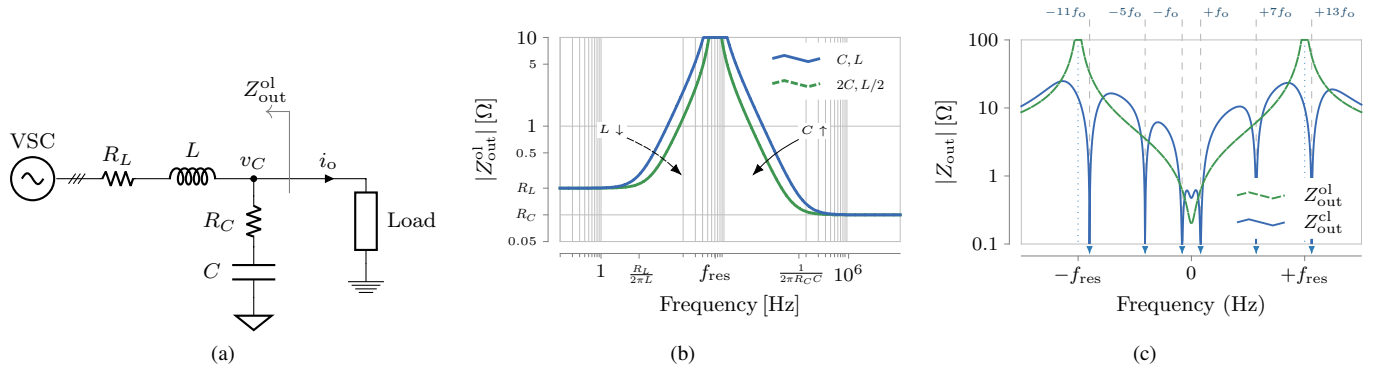 VSC
R_L
L
Z_out^ol
v_C
i_o
R_C
C
Load
(a)
|Z_out^ol| [Ω]
10
5
1
0.5
R_L
R_C
0.05
C, L
2C, L/2
L ↓
C ↑
1
R_L/2πL
f_res
1/2πR_C C
10^6
Frequency [Hz]
(b)
−11f_o
−5f_o
−f_o
+f_o
+7f_o
+13f_o
|Z_out| [Ω]
100
10
1
0.1
Z_out^ol
Z_out^cl
−f_res
0
+f_res
Frequency (Hz)
(c)